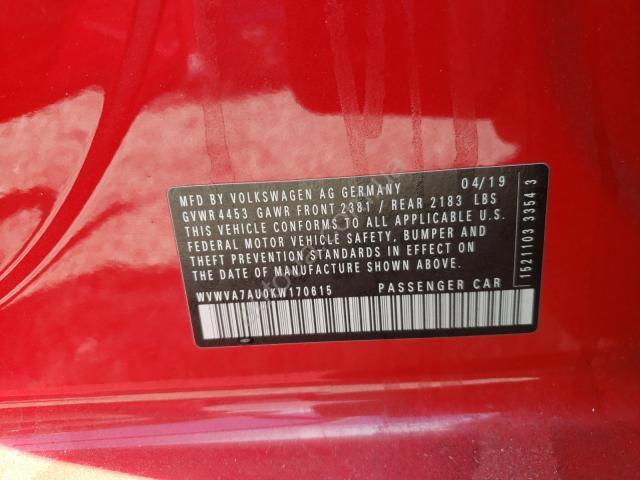 MFD BY VOLKSWAGEN AG GERMANY 04/19
GVWR 4453 GAWR FRONT 2381 / REAR 2183 LBS
THIS VEHICLE CONFORMS TO ALL APPLICABLE U.S.
FEDERAL MOTOR VEHICLE SAFETY, BUMPER AND
THEFT PREVENTION STANDARDS IN EFFECT ON
THE DATE OF MANUFACTURE SHOWN ABOVE.
WVWVA7AU0KW170615 PASSENGER CAR
1521103 3354 3